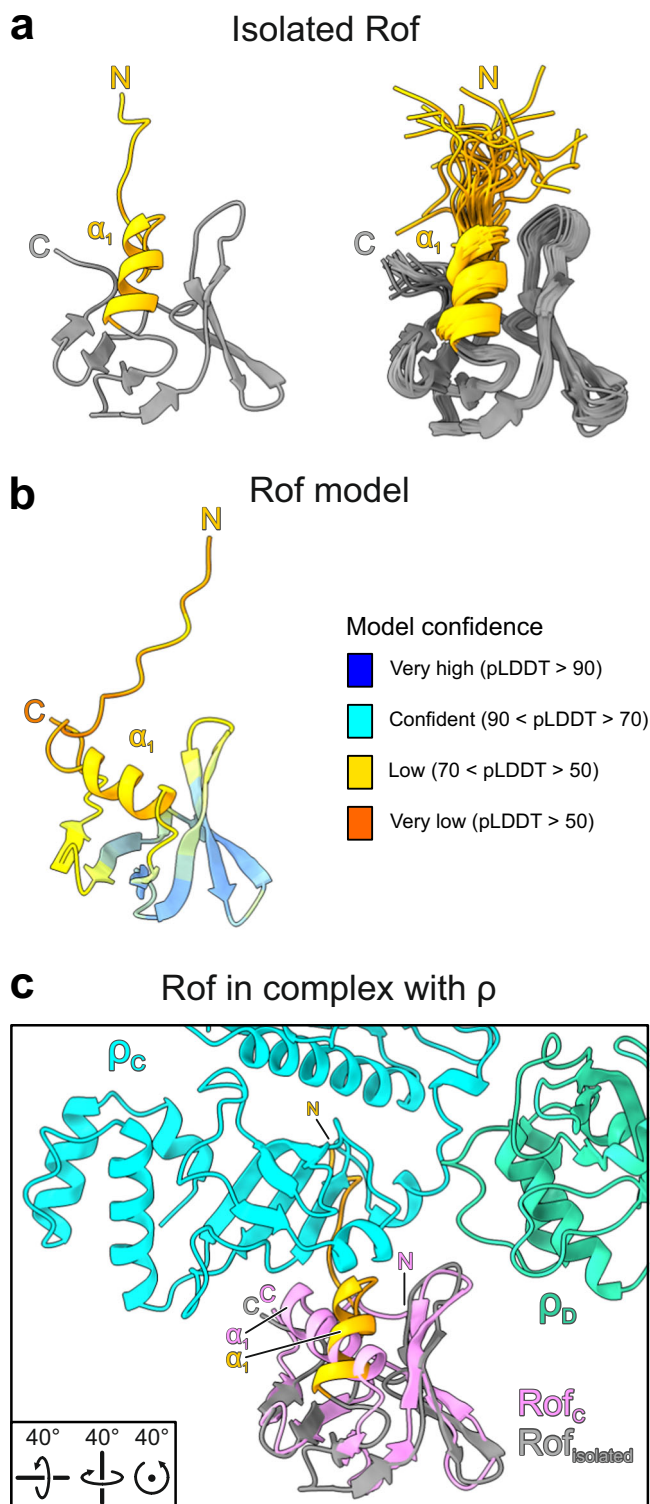 a Isolated Rof
N N
C α1 C α1
b Rof model
N
C α1
Model confidence
Very high (pLDDT > 90)
Confident (90 < pLDDT > 70)
Low (70 < pLDDT > 50)
Very low (pLDDT > 50)
c Rof in complex with ρ
ρC
N
N
C
C
α1
α1
ρD
RofC
Rofisolated
40° 40° 40°